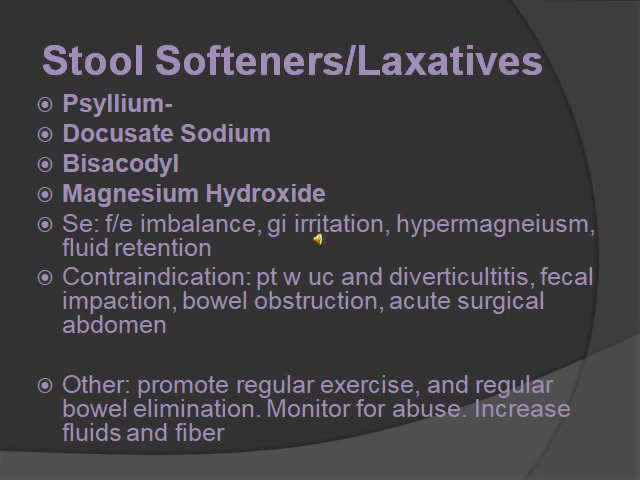 Stool Softeners/Laxatives
Psyllium-
Docusate Sodium
Bisacodyl
Magnesium Hydroxide
Se: f/e imbalance, gi irritation, hypermagneiusm,
fluid retention
Contraindication: pt w uc and diverticultitis, fecal
impaction, bowel obstruction, acute surgical
abdomen
Other: promote regular exercise, and regular
bowel elimination. Monitor for abuse. Increase
fluids and fiber